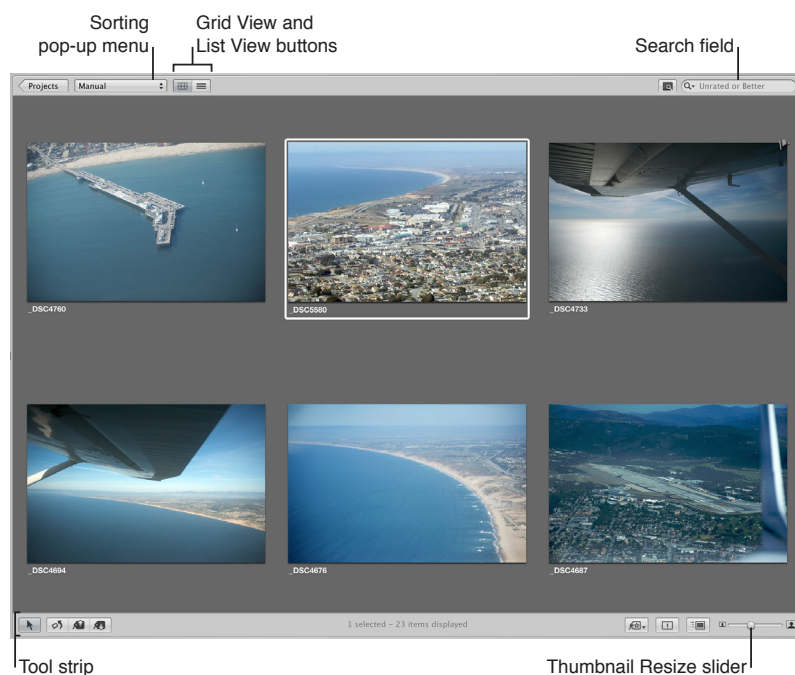 Sorting
pop-up menu
Grid View and
List View buttons
Search field
Projects
Manual
Unrated or Better
_DSC4760
_DSC5580
_DSC4733
_DSC4694
_DSC4676
_DSC4687
1 selected – 23 items displayed
1
Tool strip
Thumbnail Resize slider